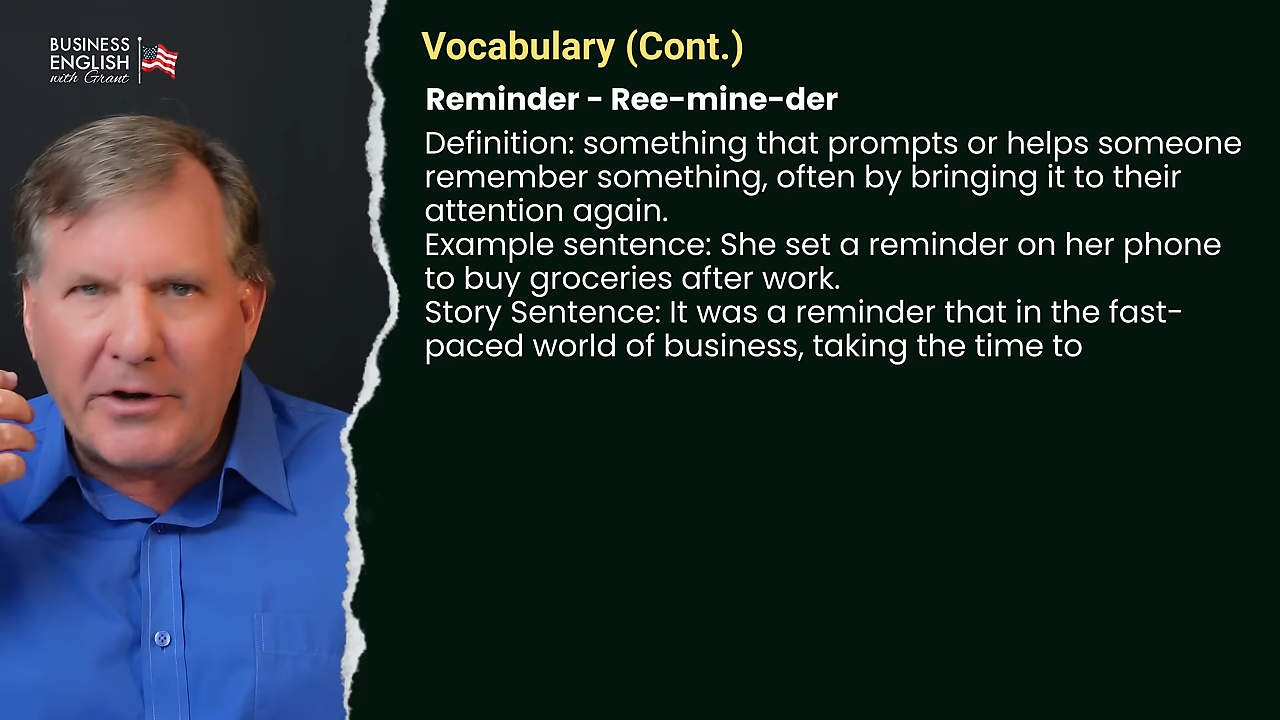 BUSINESS
ENGLISH
with Grant
Vocabulary (Cont.)
Reminder - Ree-mine-der
Definition: something that prompts or helps someone
remember something, often by bringing it to their
attention again.
Example sentence: She set a reminder on her phone
to buy groceries after work.
Story Sentence: It was a reminder that in the fast-
paced world of business, taking the time to